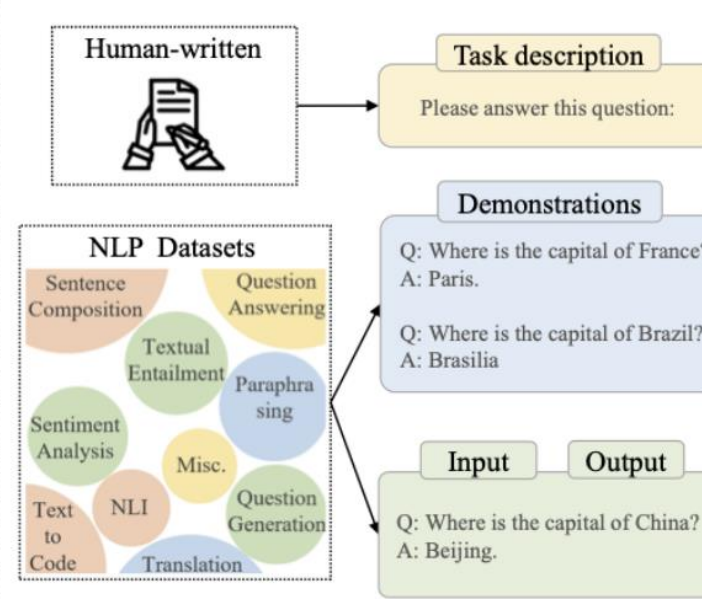 Human-written
Task description
Please answer this question:
Demonstrations
Q: Where is the capital of France?
A: Paris.
Q: Where is the capital of Brazil?
A: Brasilia
NLP Datasets
Sentence
Composition
Question
Answering
Textual
Entailment
Paraphra
sing
Sentiment
Analysis
Misc.
Text
to
Code
NLI
Question
Generation
Translation
Input
Output
Q: Where is the capital of China?
A: Beijing.